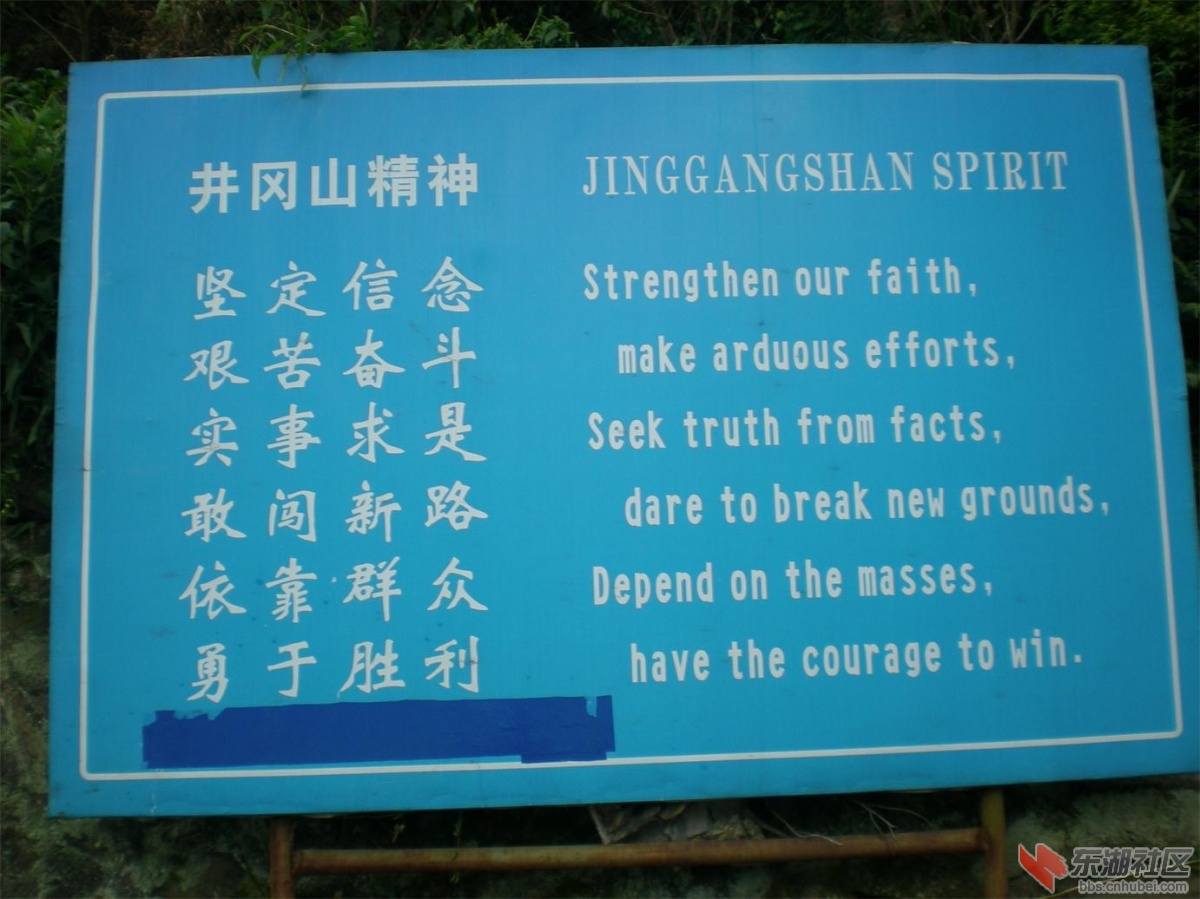 井冈山精神
坚定信念
艰苦奋斗
实事求是
敢闯新路
依靠群众
勇于胜利
JINGGANGSHAN SPIRIT
Strengthen our faith,
make arduous efforts,
Seek truth from facts,
dare to break new grounds,
Depend on the masses,
have the courage to win.
东湖社区
bbs.cnhubei.com